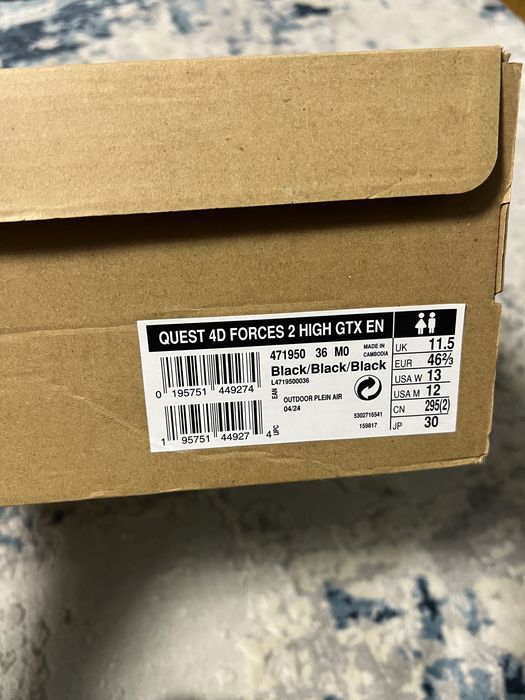 QUEST 4D FORCES 2 HIGH GTX EN
471950 36 M0
MADE IN
CAMBODIA
Black/Black/Black
L4719500036
EAN
0 195751 449274
OUTDOOR PLEIN AIR
04/24
5302716541
159817
1 95751 44927 4
UPC
UK 11.5
EUR 46⅔
USA W 13
USA M 12
CN 295(2)
JP 30